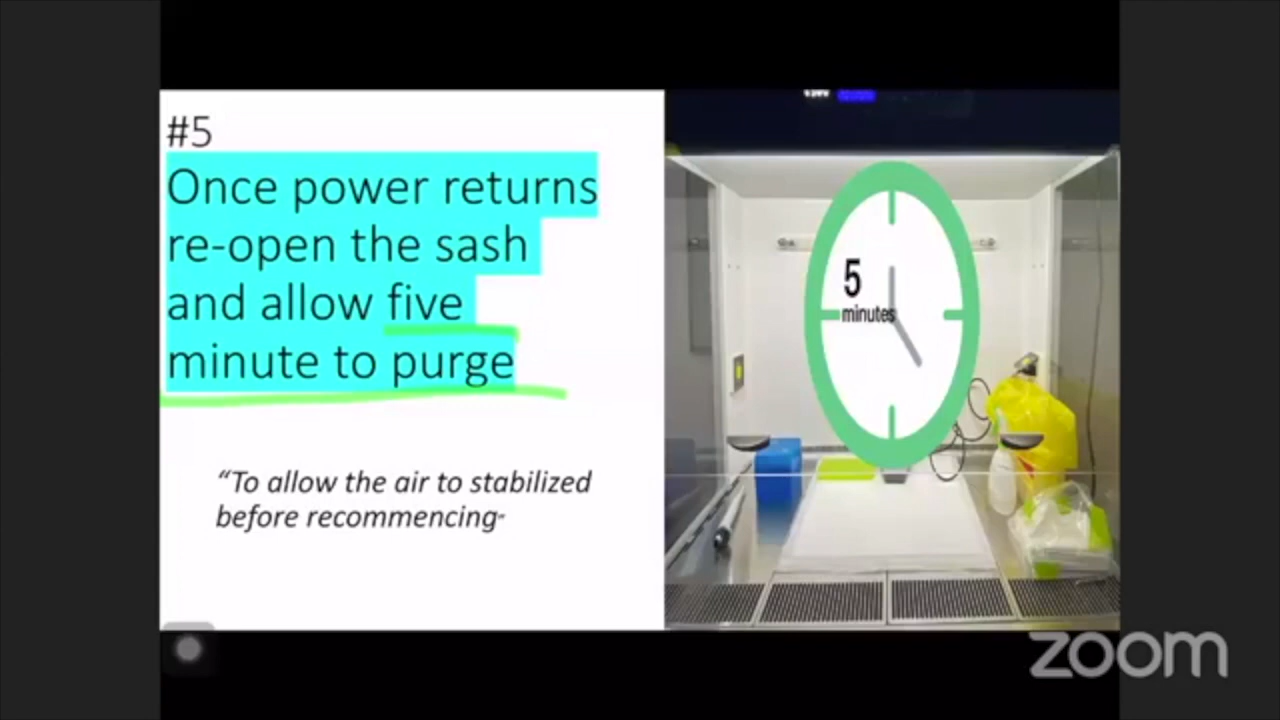 #5
Once power returns
re-open the sash
and allow five
minute to purge
“To allow the air to stabilized
before recommencing”
5
minutes
zoom